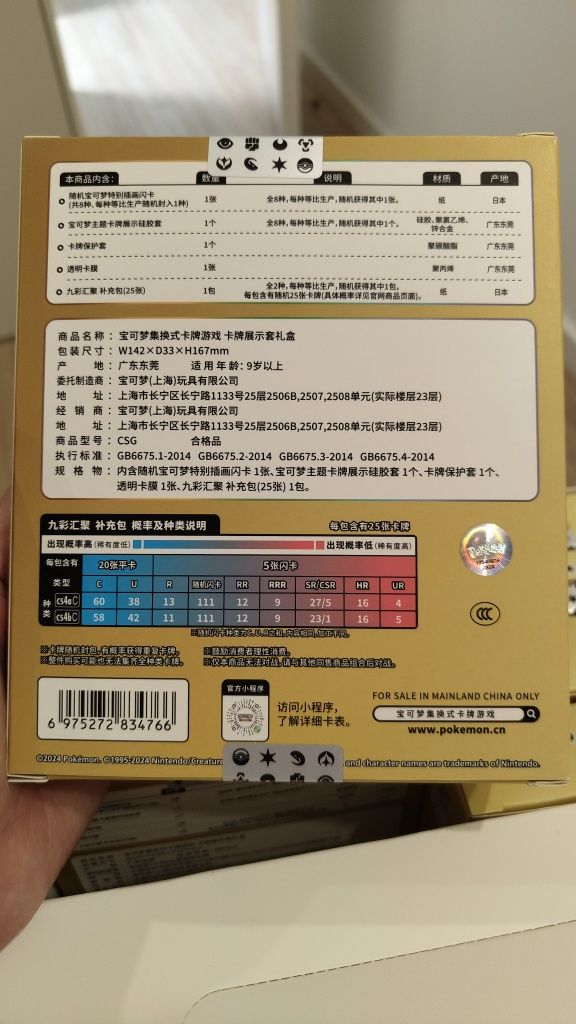 本商品内含： 数量 说明 材质 产地
随机宝可梦特别插画闪卡
(共8种、每种等比生产随机封入1种) 1张 全8种，每种等比生产，随机获得其中1张。 纸 日本
宝可梦主题卡牌展示硅胶套 1个 全8种，每种等比生产，随机获得其中1个。 硅胶、聚氯乙烯、
锌合金 广东东莞
卡牌保护套 1个 聚碳酸酯 广东东莞
透明卡膜 1张 聚丙烯 广东东莞
九彩汇聚 补充包(25张) 1包 全2种，每种等比生产，随机获得其中1包，
每包含有随机25张卡牌(具体概率详见官网商品页面)。 纸 日本
商品名称：宝可梦集换式卡牌游戏 卡牌展示套礼盒
包装尺寸：W142×D33×H167mm
产 地：广东东莞 适用年龄：9岁以上
委托制造商：宝可梦(上海)玩具有限公司
地 址：上海市长宁区长宁路1133号25层2506B,2507,2508单元(实际楼层23层)
经 销 商：宝可梦(上海)玩具有限公司
地 址：上海市长宁区长宁路1133号25层2506B,2507,2508单元(实际楼层23层)
商品型号：CSG 合格品
执行标准：GB6675.1-2014 GB6675.2-2014 GB6675.3-2014 GB6675.4-2014
规 格 物：内含随机宝可梦特别插画闪卡 1张、宝可梦主题卡牌展示硅胶套 1个、卡牌保护套 1个、
透明卡膜 1张、九彩汇聚 补充包(25张) 1包。
九彩汇聚 补充包 概率及种类说明 每包含有25张卡牌
出现概率高(稀有度低) 出现概率低(稀有度高)
每包含有 20张平卡 5张闪卡
类型 C U R 随机闪卡 RR RRR SR/CSR HR UR
种类 cs4aC 60 38 13 111 12 9 27/5 16 4
cs4bC 58 42 11 111 12 9 23/1 16 5
※随机闪卡种类为C、U、R之和，内容相同，加工不同。
※卡牌随机封包，有概率获得重复卡牌。 ※鼓励消费者理性消费。
※整件购买可能也无法集齐全种类卡牌。 ※仅本商品无法对战，请与其他同售商品组合后对战。
Pokémon
CCC
6 975272 834766
官方小程序
访问小程序，
了解详细卡表。
FOR SALE IN MAINLAND CHINA ONLY
宝可梦集换式卡牌游戏
www.pokemon.cn
©2024 Pokémon. ©1995-2024 Nintendo/Creature and character names are trademarks of Nintendo.